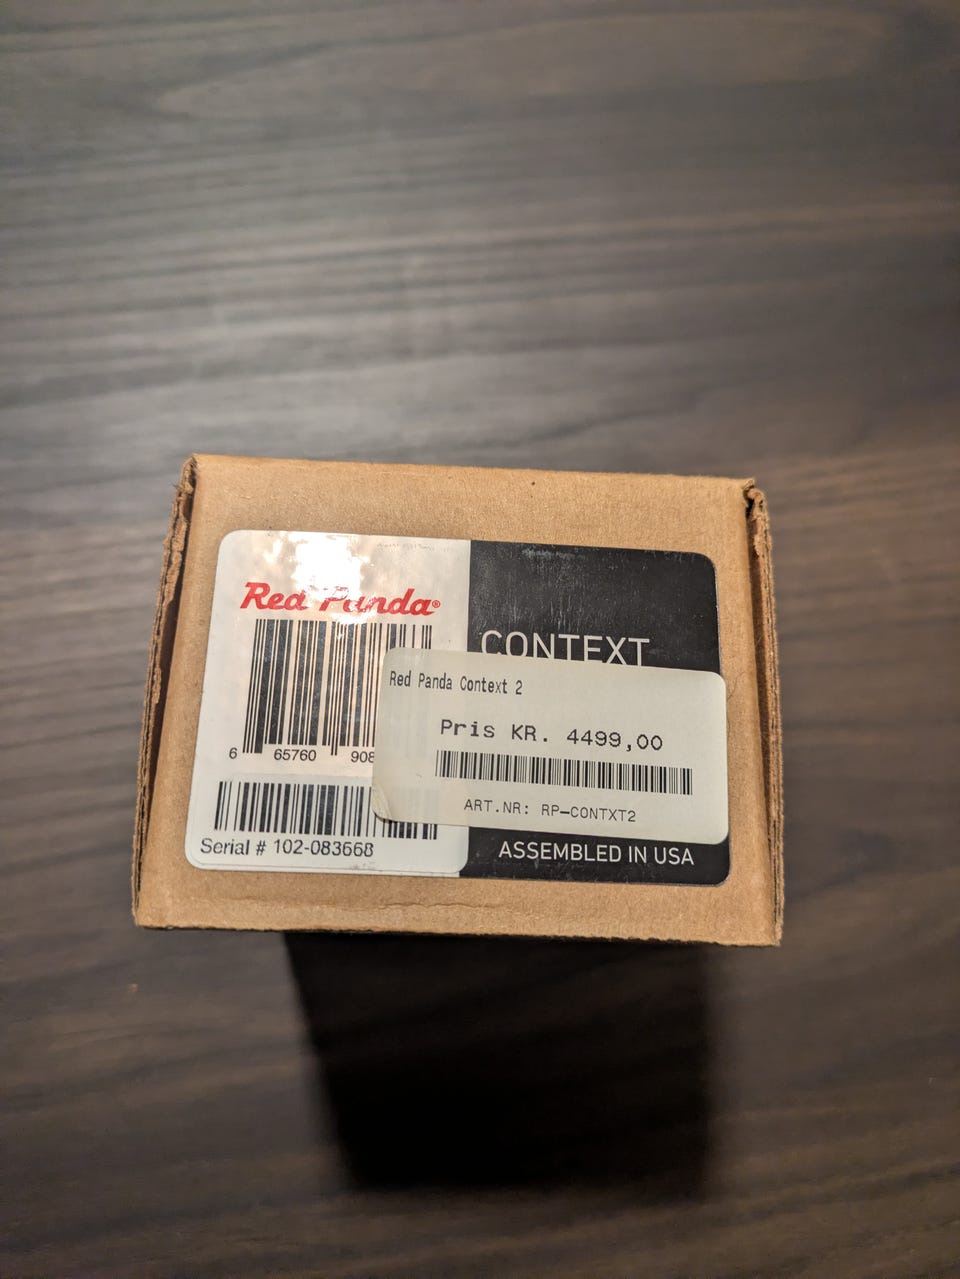 Red Panda®
CONTEXT
6 65760 908
Serial # 102-083668
Red Panda Context 2
Pris KR. 4499,00
ART.NR: RP-CONTXT2
ASSEMBLED IN USA